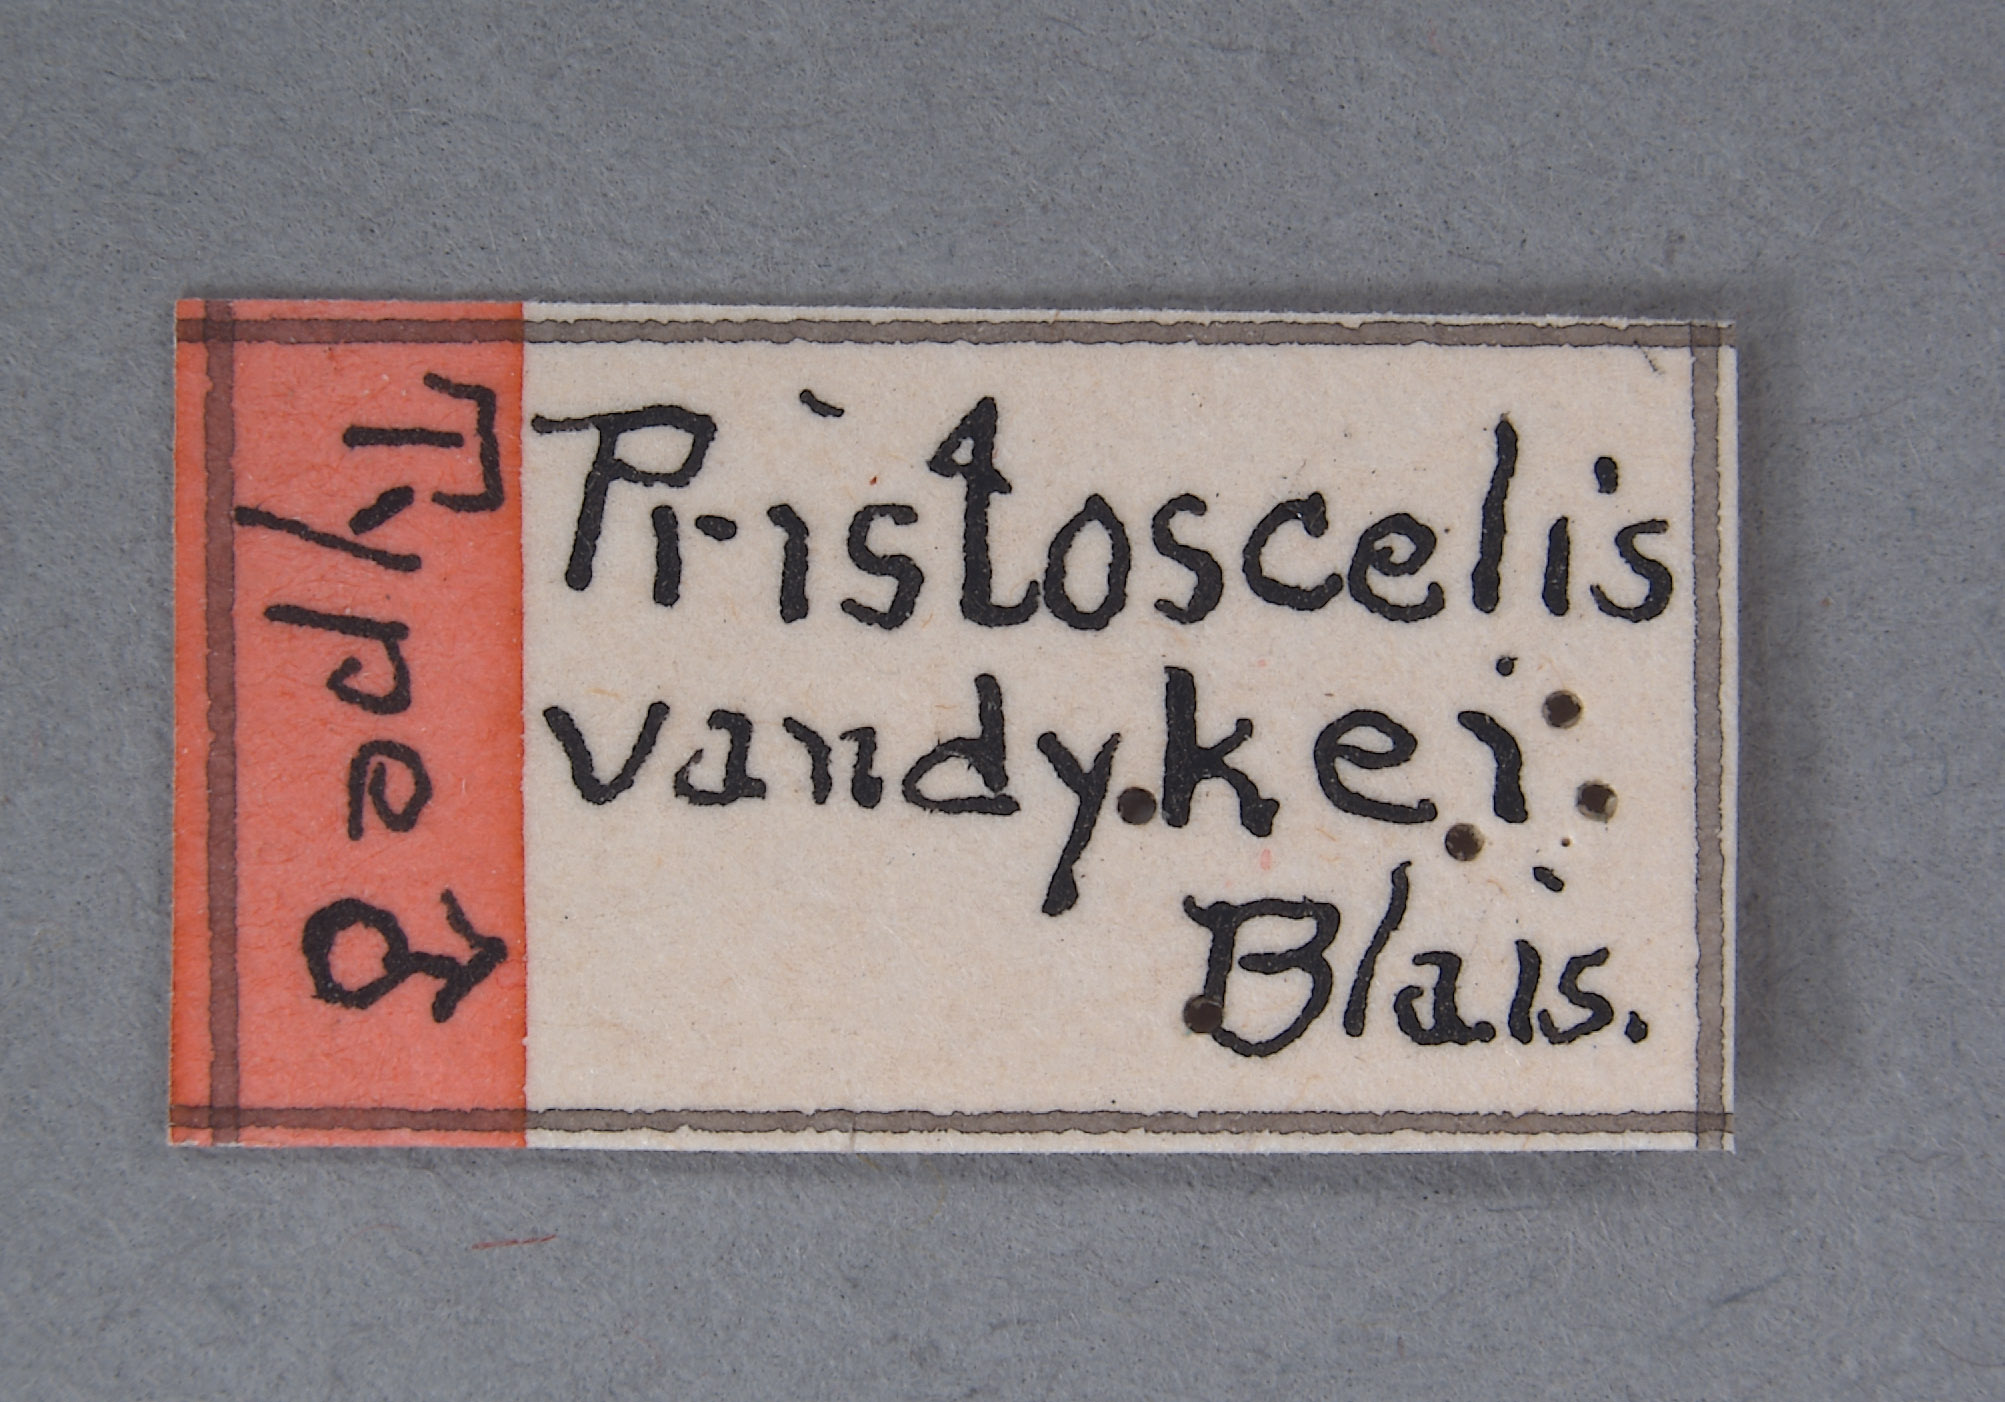 Type ♂
Pristoscelis
vandykei
Blais.